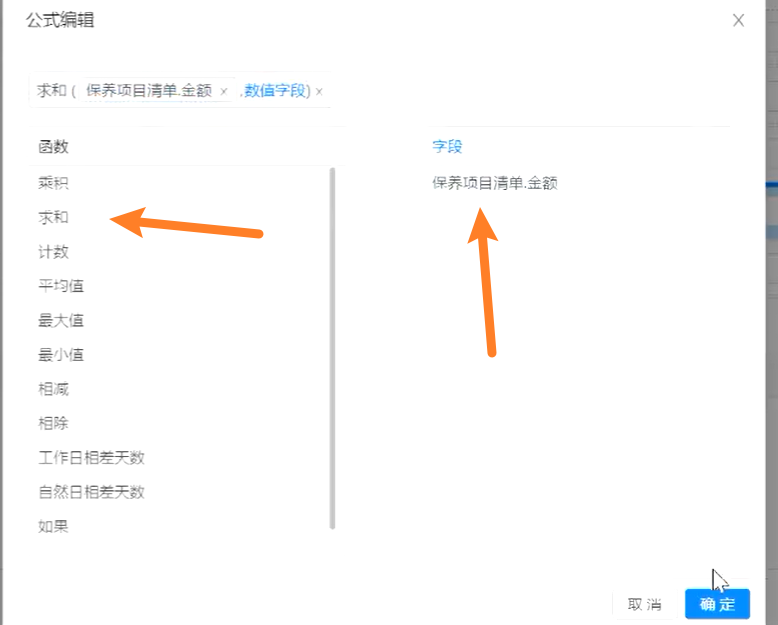 公式编辑
求和 ( 保养项目清单.金额 × ,数值字段) ×
函数
字段
乘积
保养项目清单.金额
求和
计数
平均值
最大值
最小值
相减
相除
工作日相差天数
自然日相差天数
如果
取 消
确 定